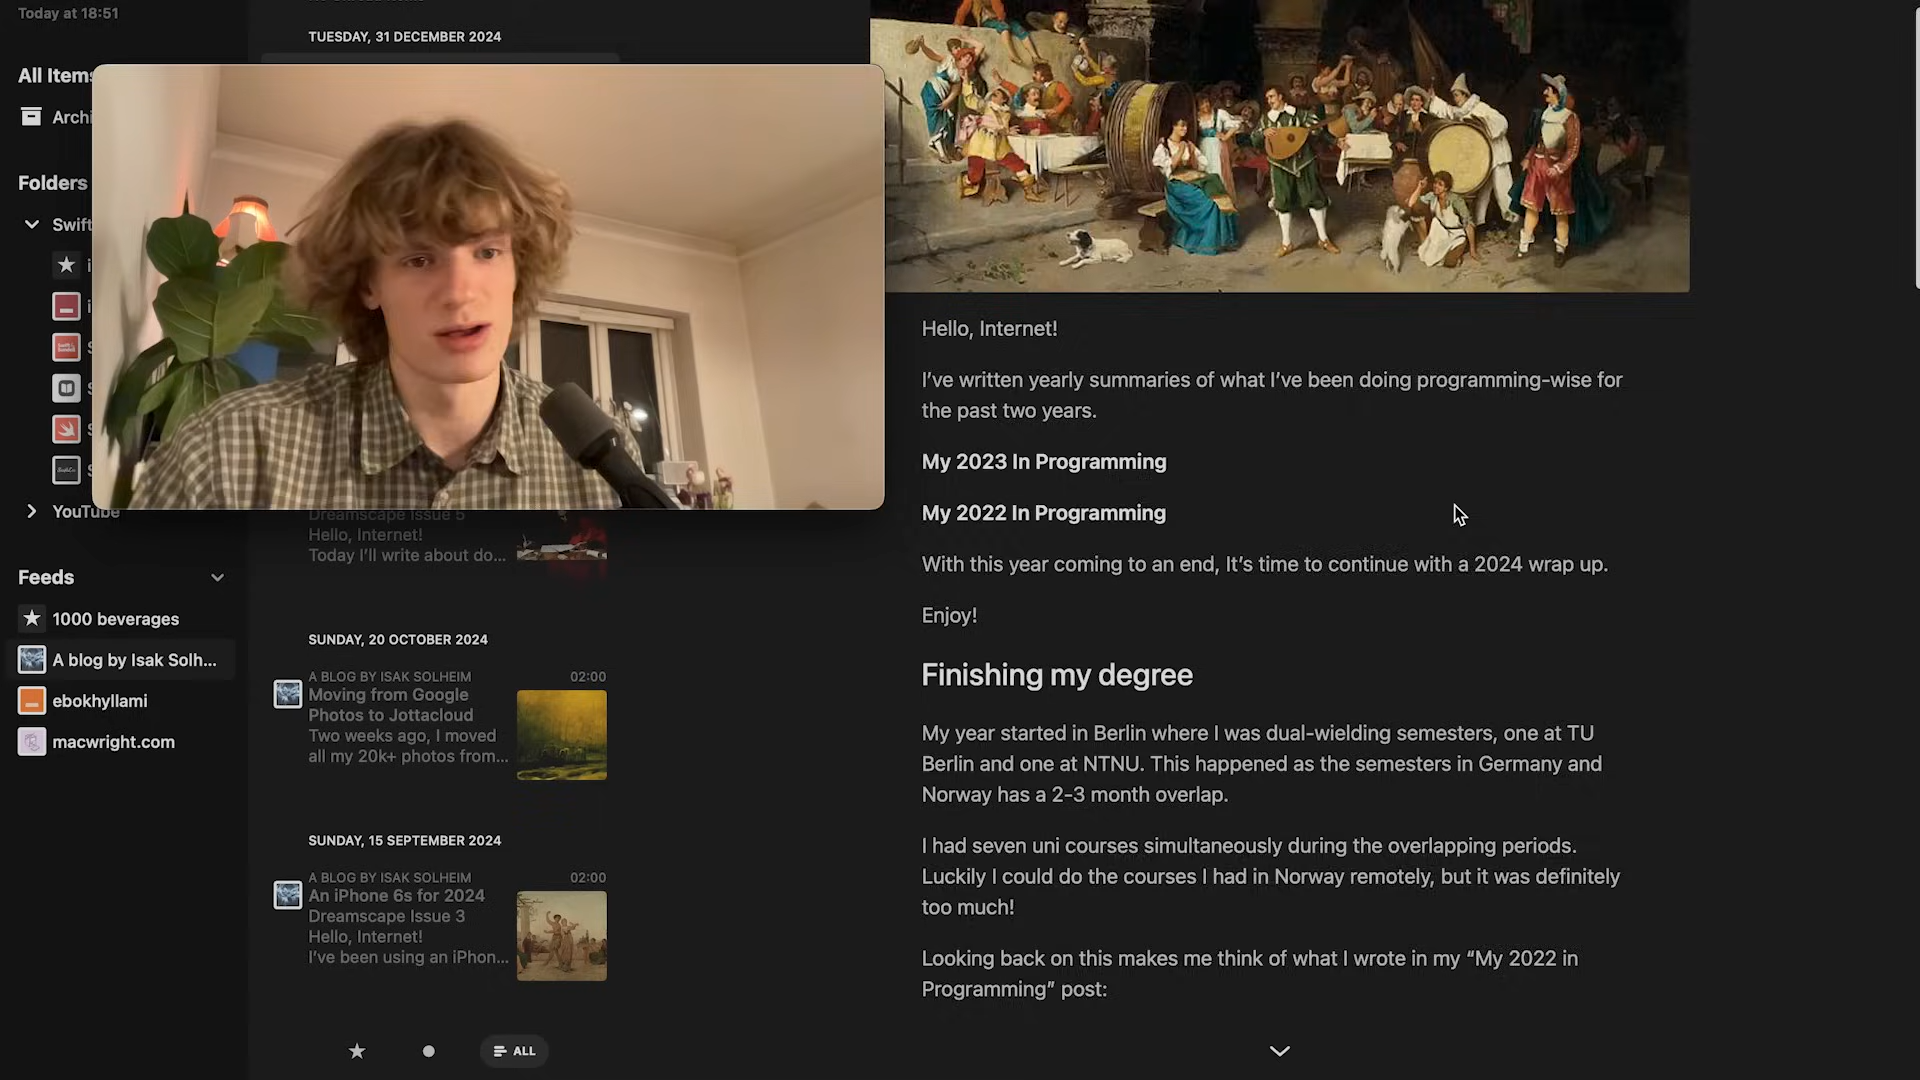 Today at 18:51
All Items
Archi
Folders
Swift
YouTube
Feeds
1000 beverages
A blog by Isak Solh...
ebokhyllami
macwright.com
TUESDAY, 31 DECEMBER 2024
Dreamscape Issue 5
Hello, Internet!
Today I'll write about do...
SUNDAY, 20 OCTOBER 2024
A BLOG BY ISAK SOLHEIM 02:00
Moving from Google
Photos to Jottacloud
Two weeks ago, I moved
all my 20k+ photos from...
SUNDAY, 15 SEPTEMBER 2024
A BLOG BY ISAK SOLHEIM 02:00
An iPhone 6s for 2024
Dreamscape Issue 3
Hello, Internet!
I've been using an iPhon...
ALL
Hello, Internet!
I've written yearly summaries of what I've been doing programming-wise for
the past two years.
My 2023 In Programming
My 2022 In Programming
With this year coming to an end, It's time to continue with a 2024 wrap up.
Enjoy!
Finishing my degree
My year started in Berlin where I was dual-wielding semesters, one at TU
Berlin and one at NTNU. This happened as the semesters in Germany and
Norway has a 2-3 month overlap.
I had seven uni courses simultaneously during the overlapping periods.
Luckily I could do the courses I had in Norway remotely, but it was definitely
too much!
Looking back on this makes me think of what I wrote in my “My 2022 in
Programming” post: